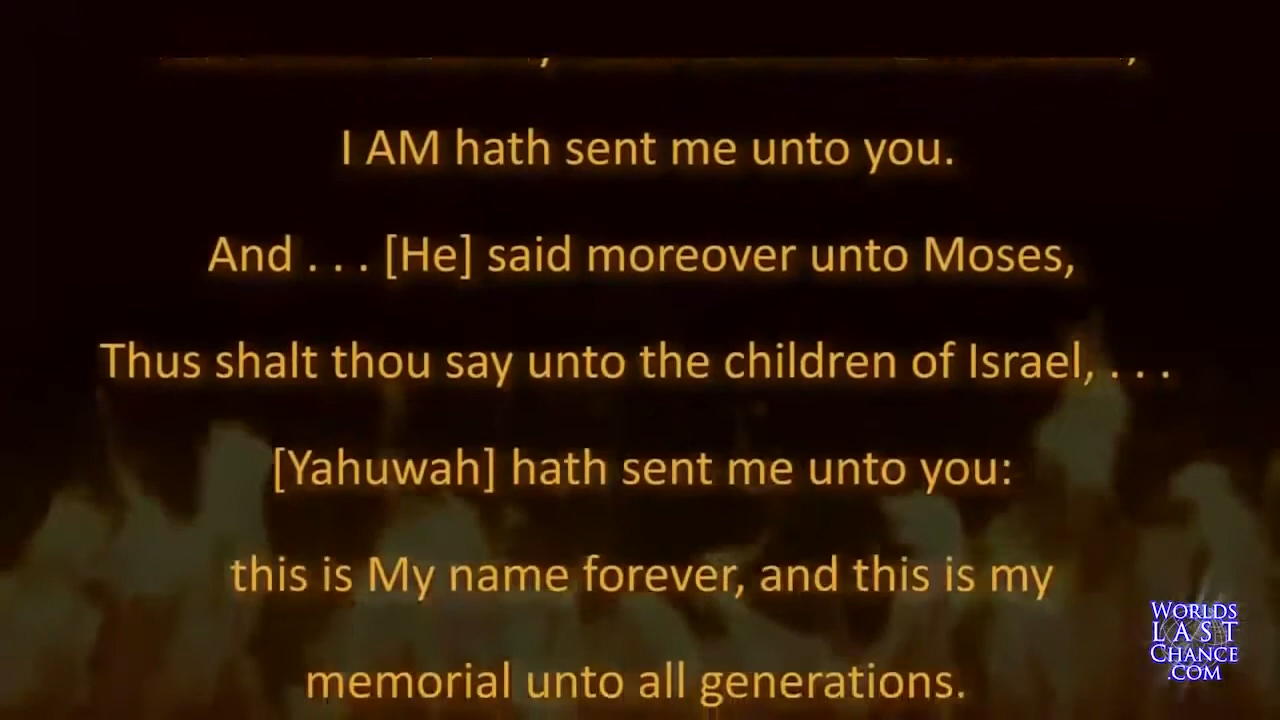 I AM hath sent me unto you.
And . . . [He] said moreover unto Moses,
Thus shalt thou say unto the children of Israel, . . .
[Yahuwah] hath sent me unto you:
this is My name forever, and this is my
memorial unto all generations.
WORLDS
LAST
CHANCE
.COM